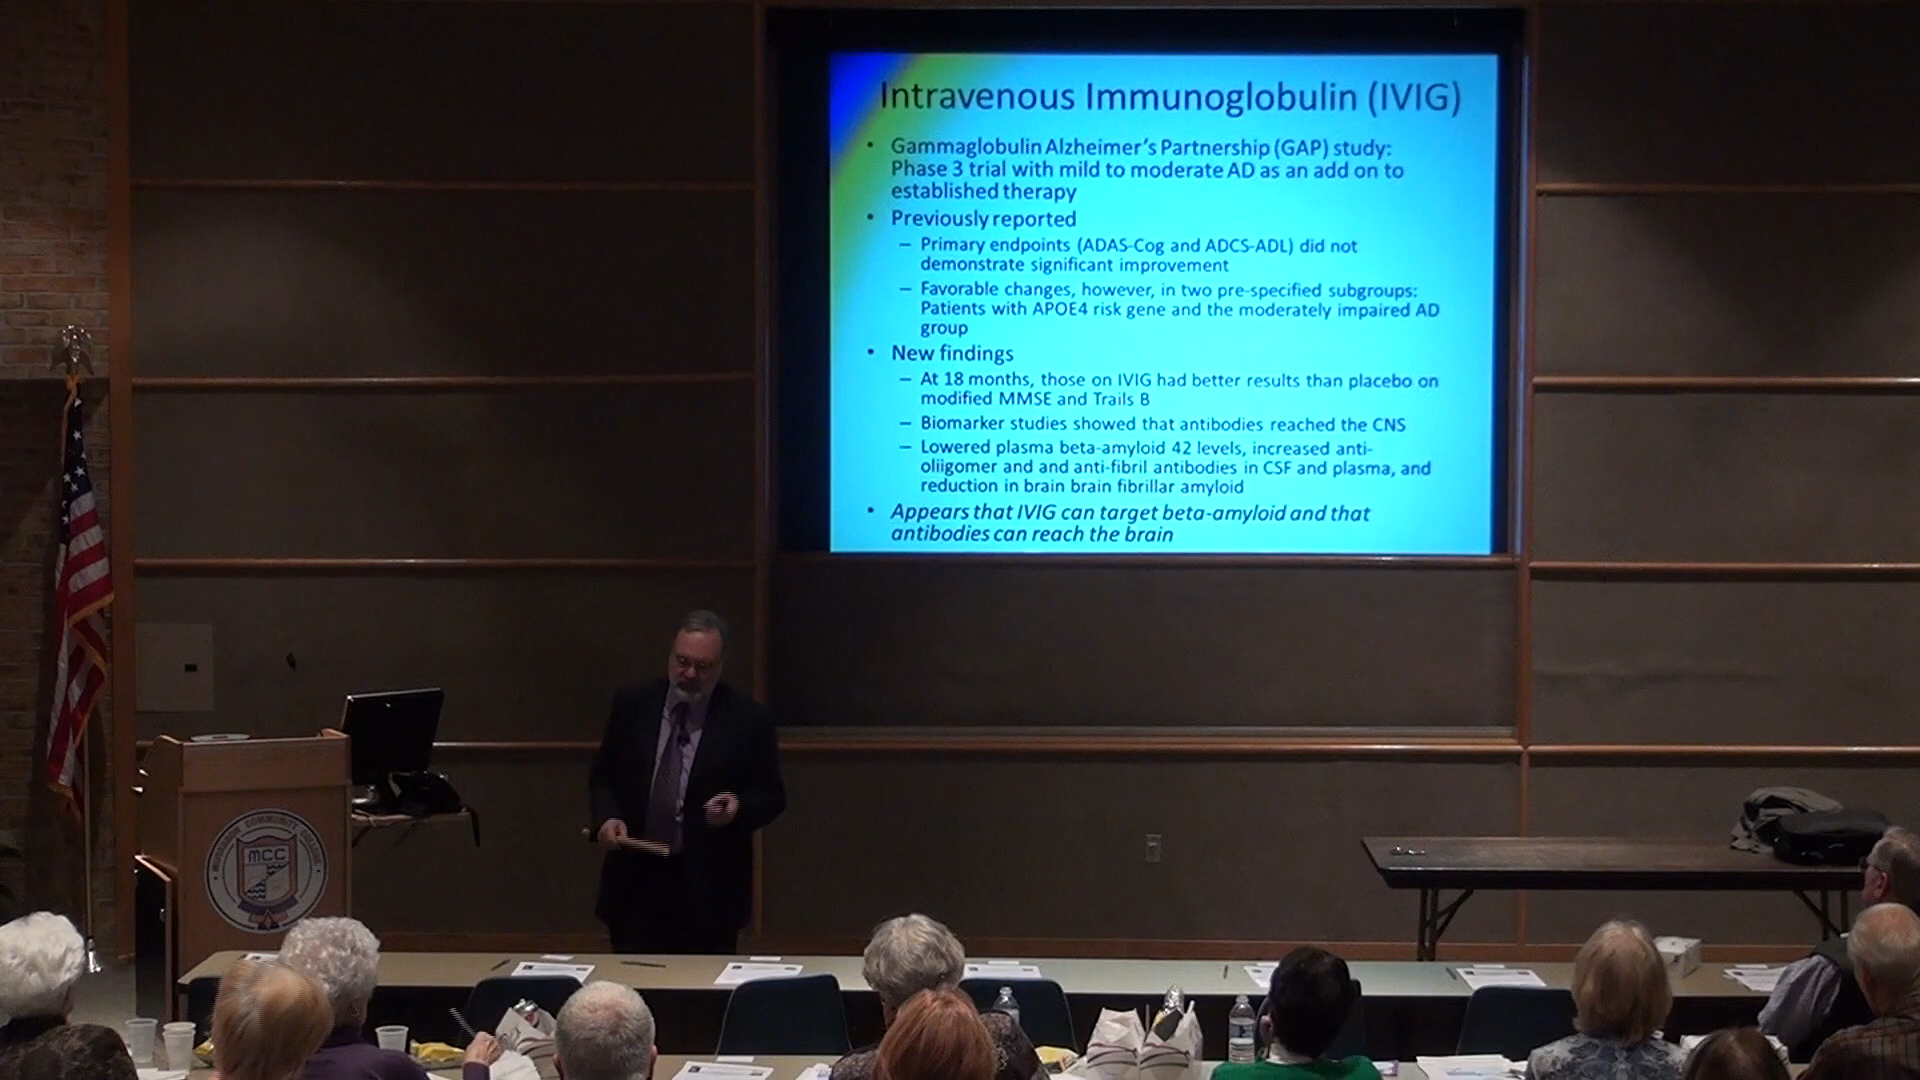 Intravenous Immunoglobulin (IVIG)
• Gammaglobulin Alzheimer's Partnership (GAP) study:
Phase 3 trial with mild to moderate AD as an add on to
established therapy
• Previously reported
– Primary endpoints (ADAS-Cog and ADCS-ADL) did not
demonstrate significant improvement
– Favorable changes, however, in two pre-specified subgroups:
Patients with APOE4 risk gene and the moderately impaired AD
group
• New findings
– At 18 months, those on IVIG had better results than placebo on
modified MMSE and Trails B
– Biomarker studies showed that antibodies reached the CNS
– Lowered plasma beta-amyloid 42 levels, increased anti-
oliigomer and and anti-fibril antibodies in CSF and plasma, and
reduction in brain brain fibrillar amyloid
• Appears that IVIG can target beta-amyloid and that
antibodies can reach the brain
COMMUNITY
MCC